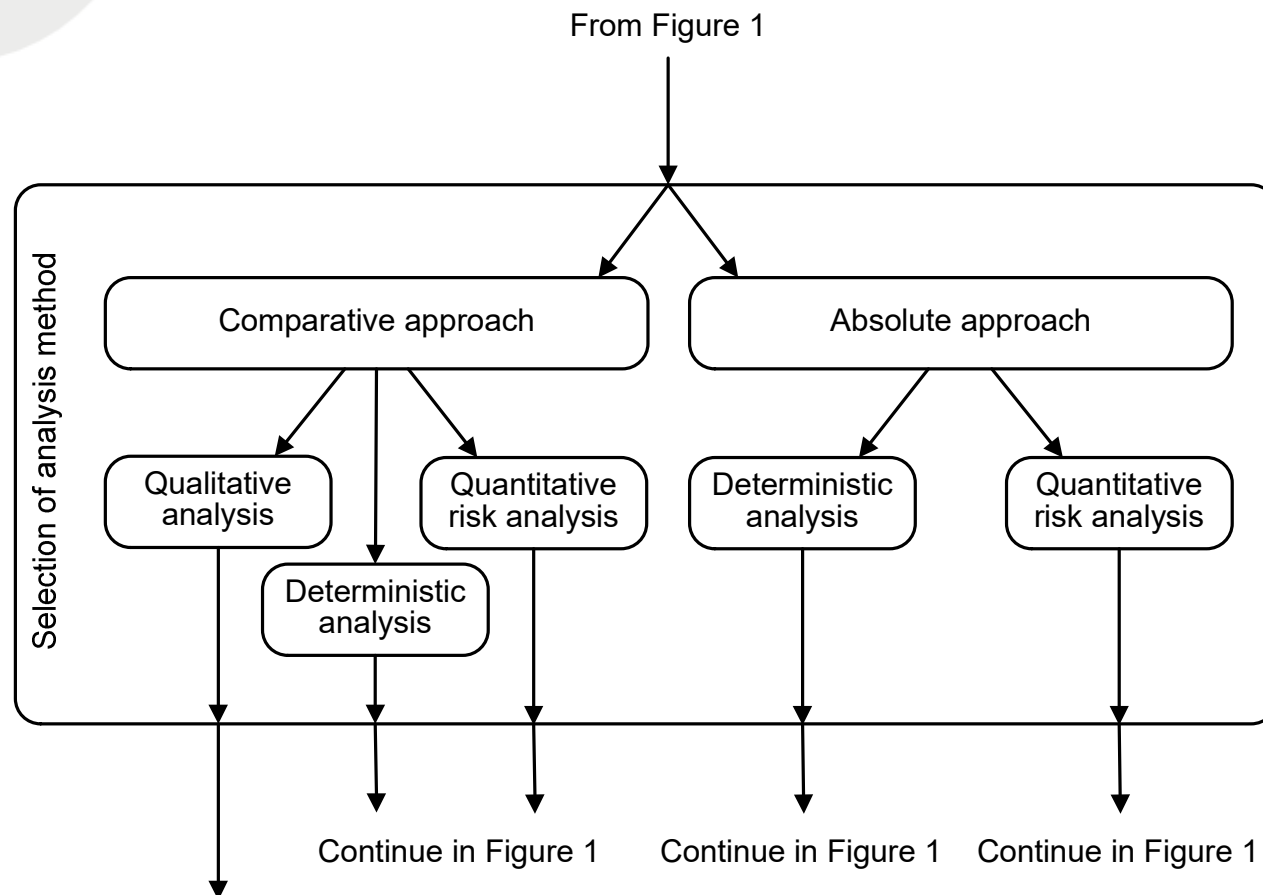 From Figure 1
Selection of analysis method
Comparative approach
Absolute approach
Qualitative
analysis
Quantitative
risk analysis
Deterministic
analysis
Deterministic
analysis
Quantitative
risk analysis
Continue in Figure 1
Continue in Figure 1
Continue in Figure 1